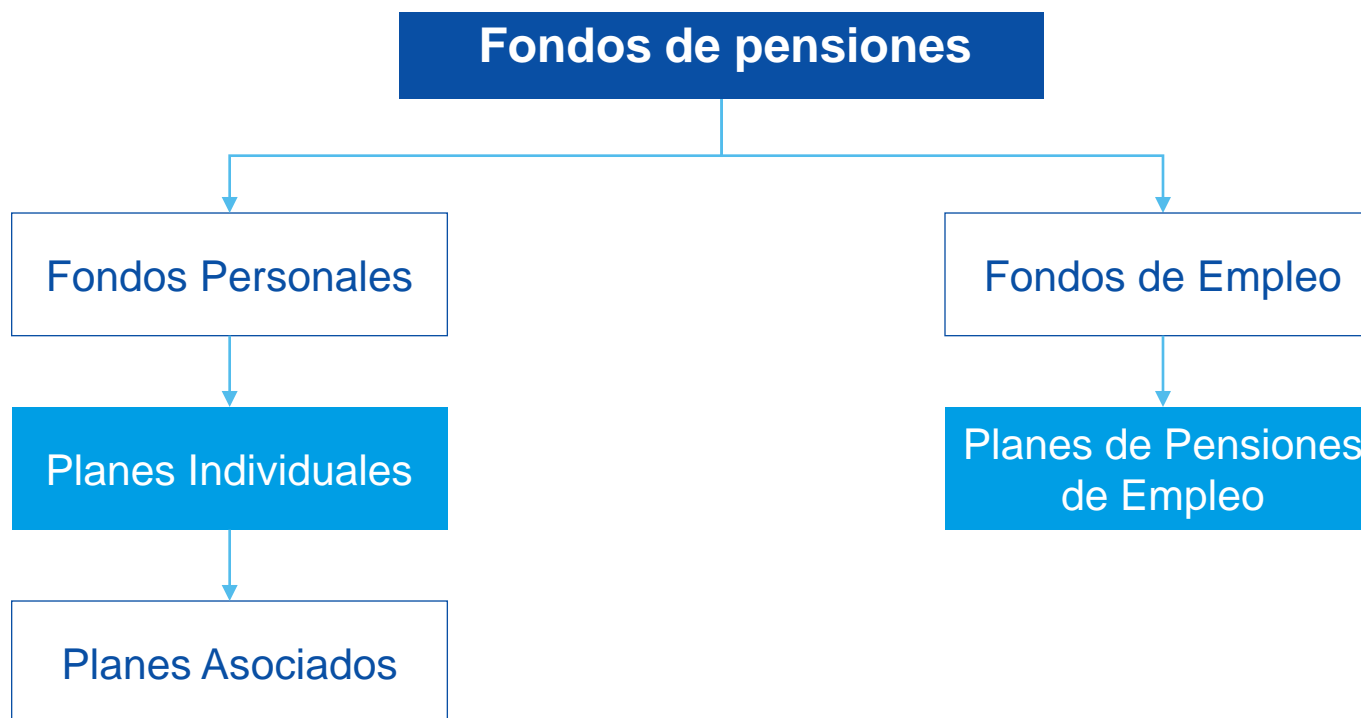 Fondos de pensiones
Fondos Personales
Fondos de Empleo
Planes Individuales
Planes de Pensiones
de Empleo
Planes Asociados